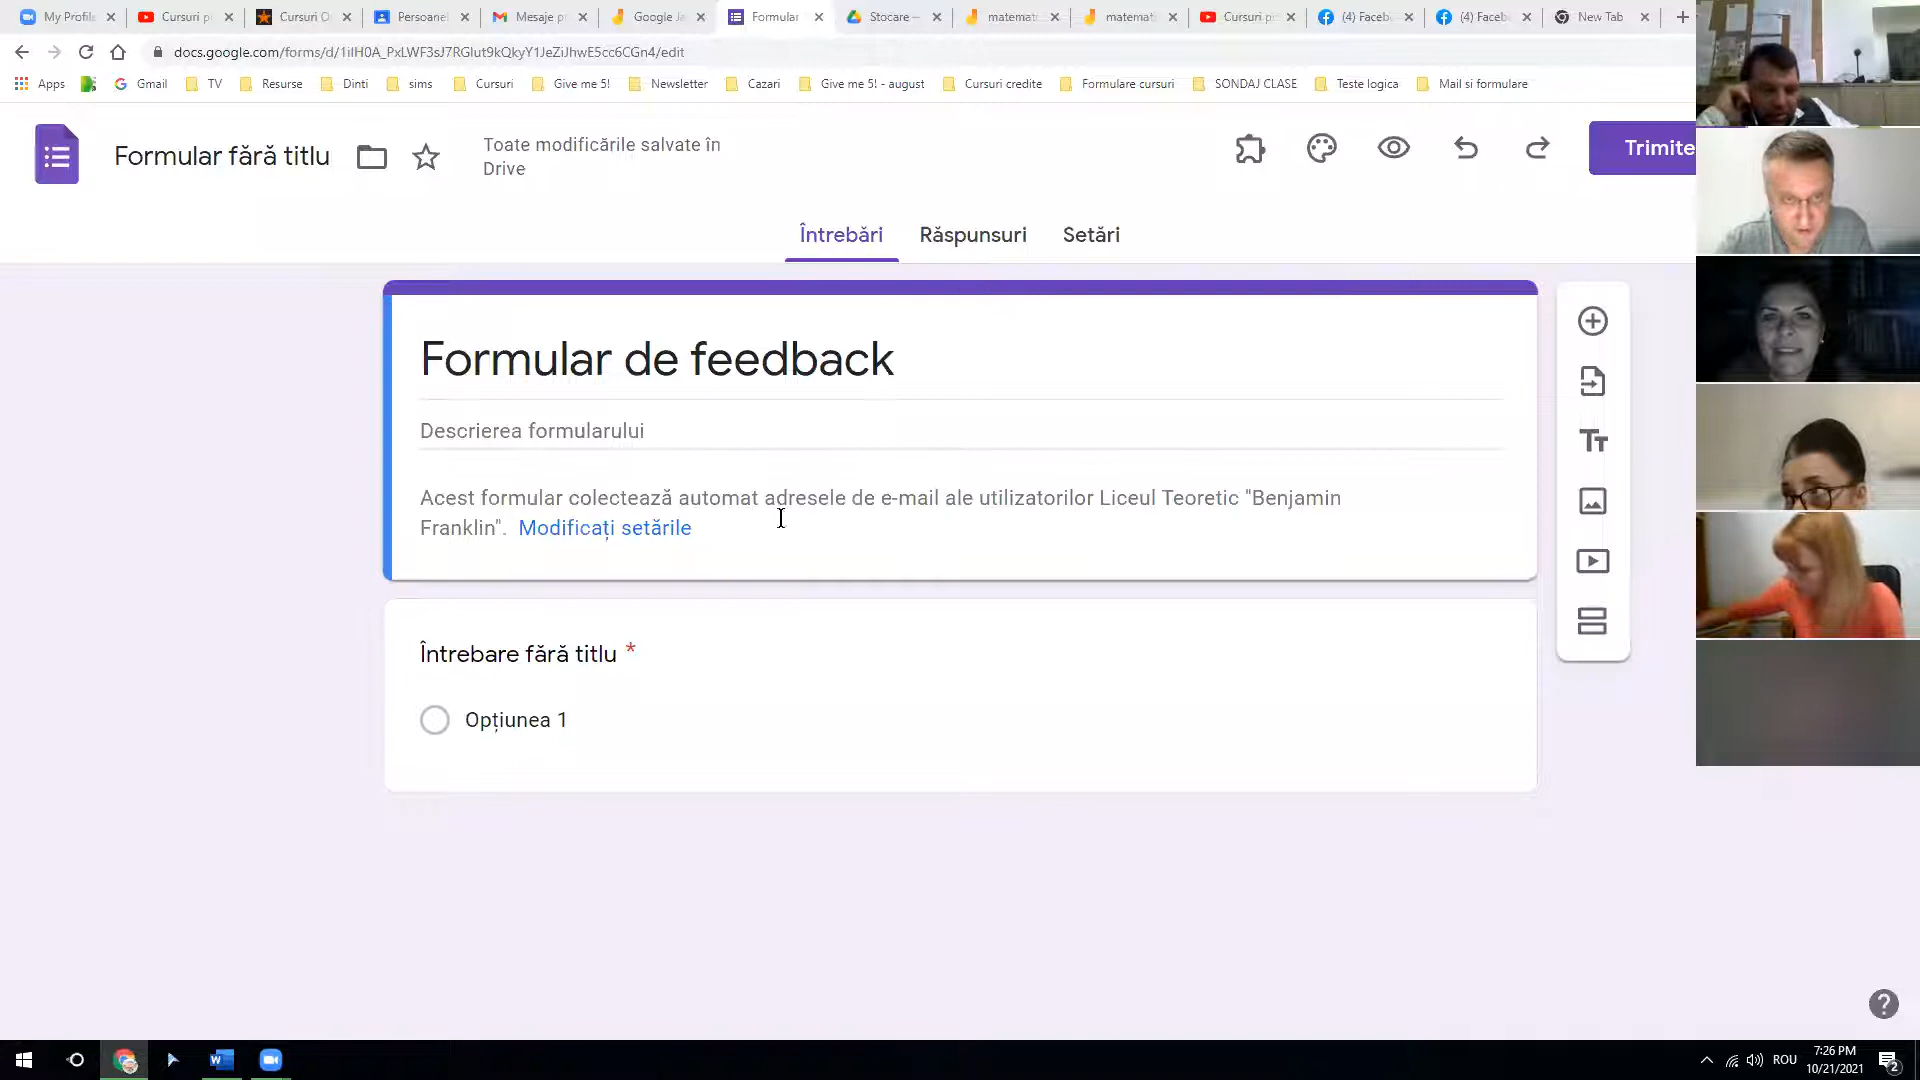 My Profile
Cursuri p
Cursuri O
Persoane
Mesaje p
Google Ja
Formular
Stocare –
matemat
matemat
Cursuri p
(4) Faceb
(4) Faceb
New Tab
docs.google.com/forms/d/1iIH0A_PxLWF3sJ7RGlut9kQkyY1JeZiJhwE5cc6CGn4/edit
Apps
Gmail
TV
Resurse
Dinti
sims
Cursuri
Give me 5!
Newsletter
Cazari
Give me 5! - august
Cursuri credite
Formulare cursuri
SONDAJ CLASE
Teste logica
Mail si formulare
Formular fără titlu
Toate modificările salvate în
Drive
Trimite
Întrebări
Răspunsuri
Setări
Formular de feedback
Descrierea formularului
Acest formular colectează automat adresele de e-mail ale utilizatorilor Liceul Teoretic "Benjamin
Franklin". Modificați setările
Întrebare fără titlu *
Opțiunea 1
ROU
7:26 PM
10/21/2021
2